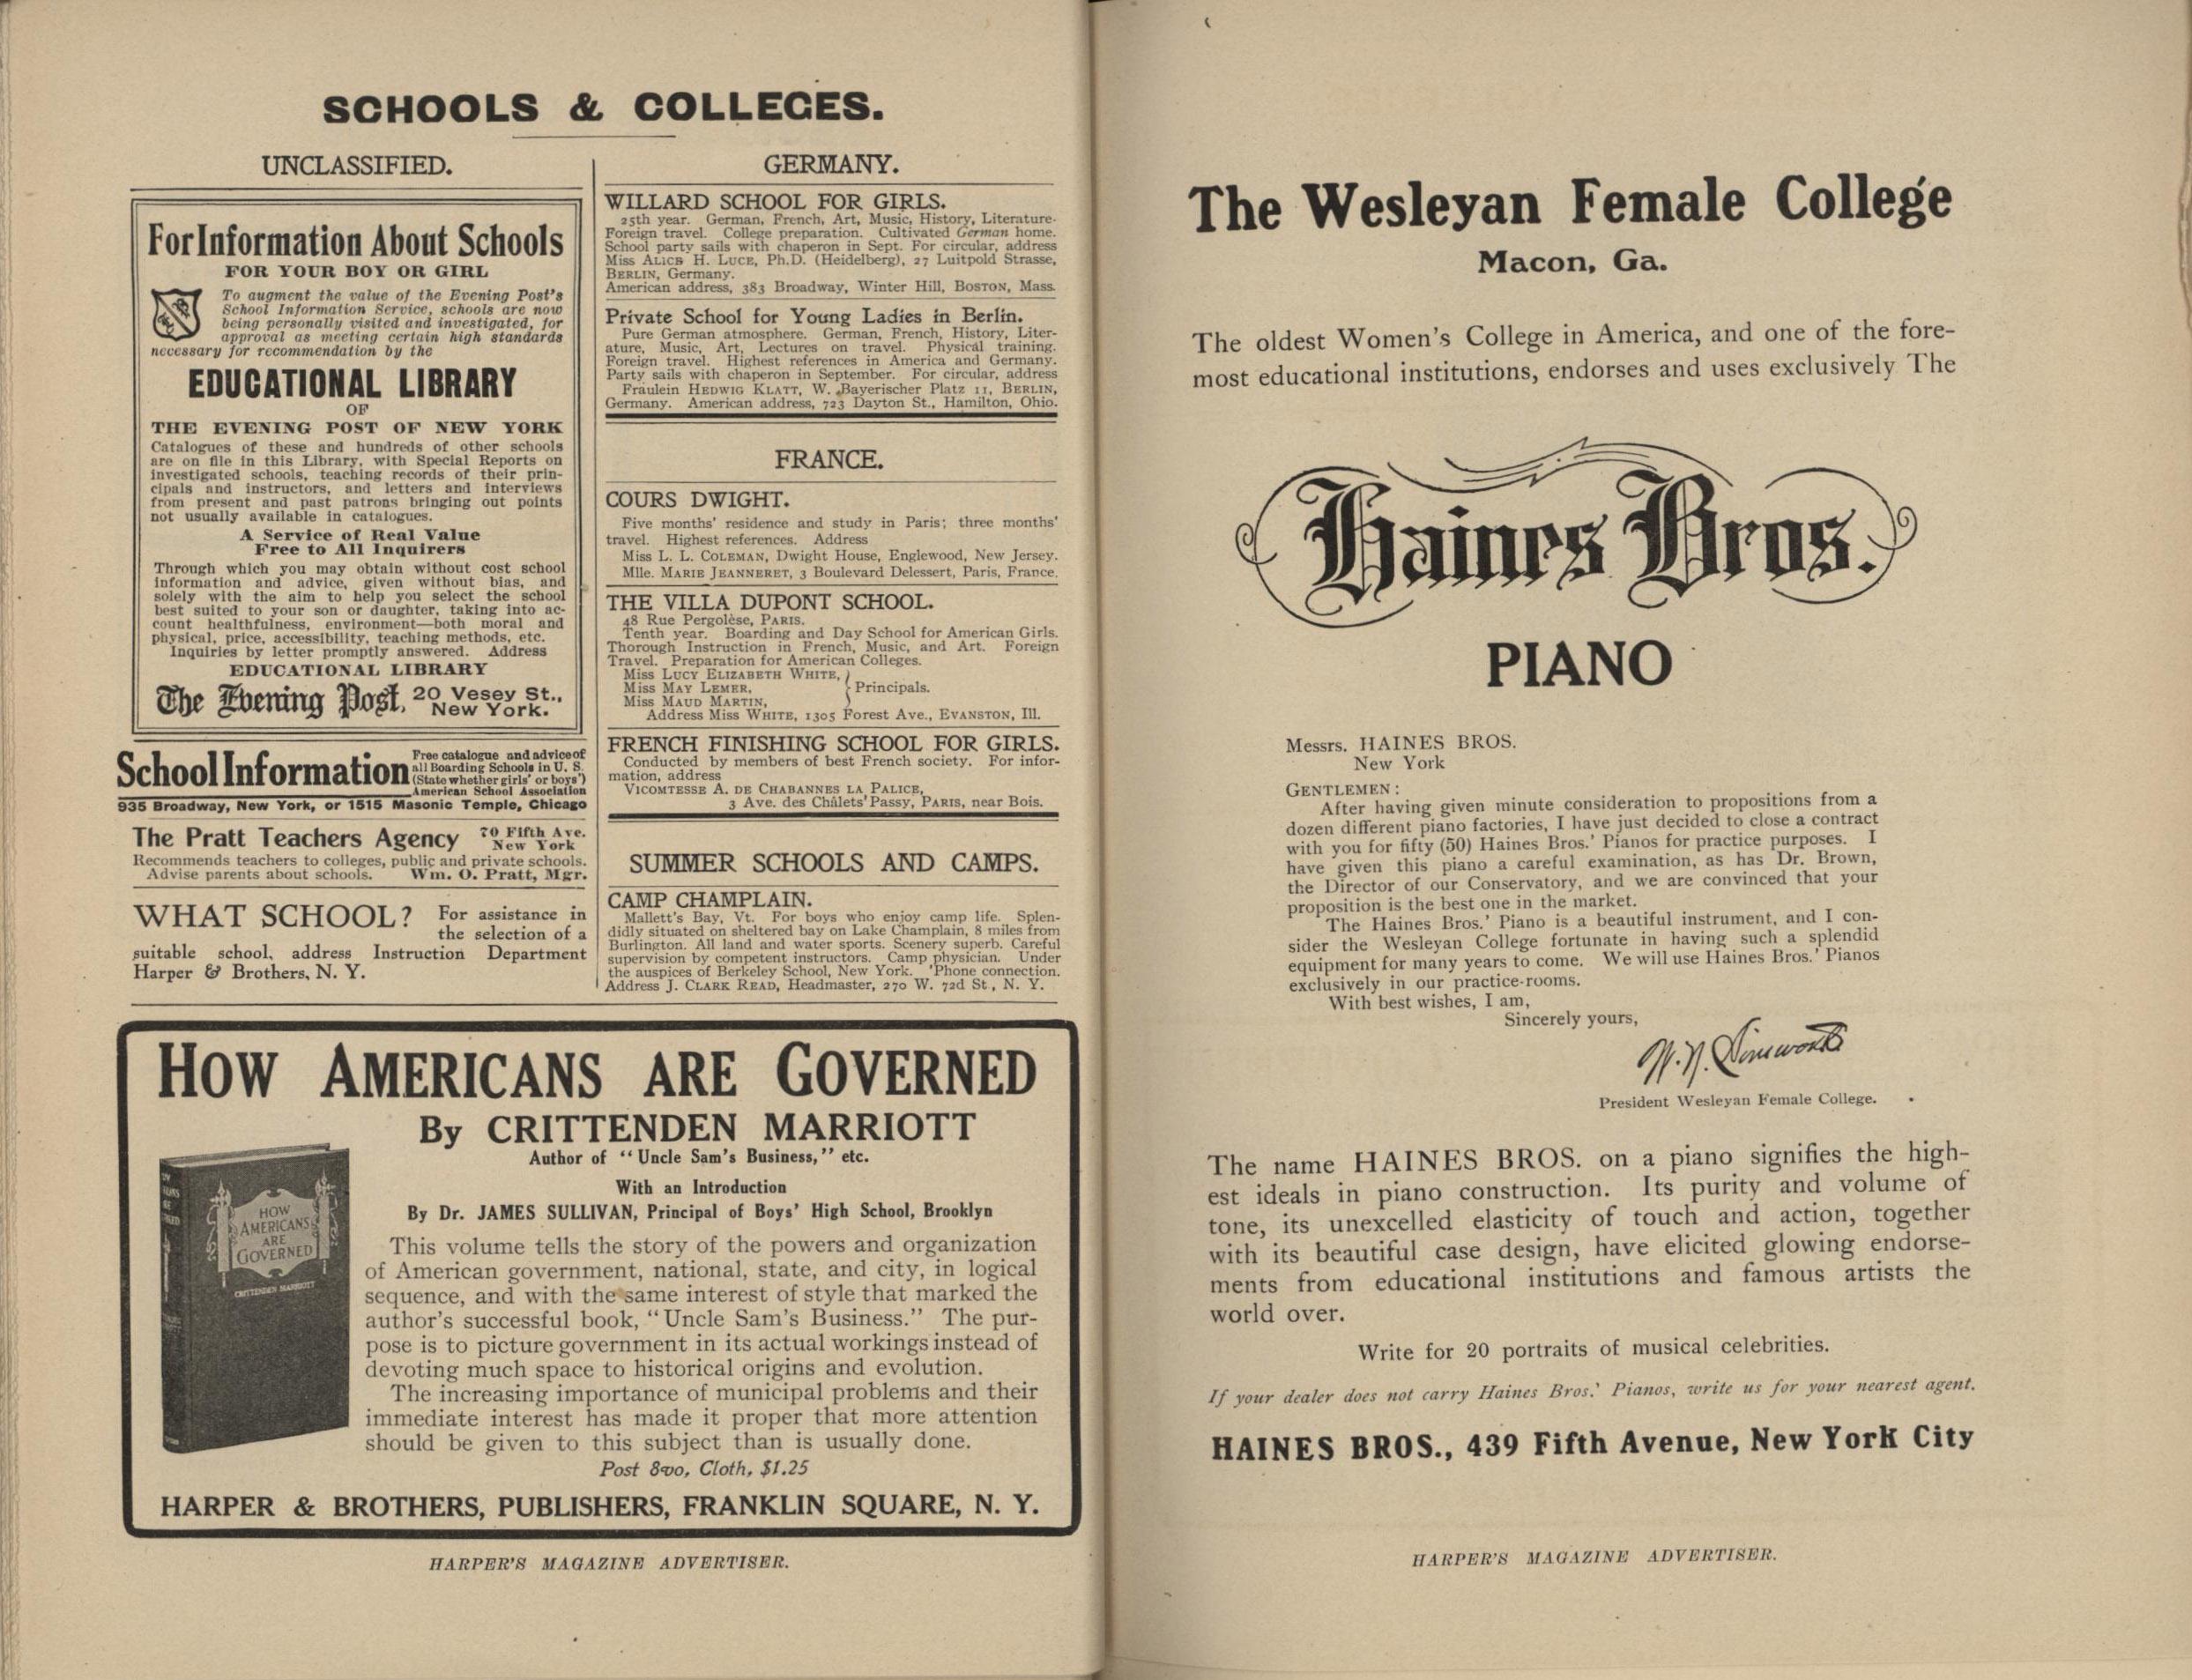 SCHOOLS & COLLEGES.
UNCLASSIFIED.
For Information About Schools
FOR YOUR BOY OR GIRL
To augment the value of the Evening Post's
School Information Service, schools are now
being personally visited and investigated, for
approval as meeting certain high standards
necessary for recommendation by the
EDUCATIONAL LIBRARY
OF
THE EVENING POST OF NEW YORK
Catalogues of these and hundreds of other schools
are on file in this Library, with Special Reports on
investigated schools, teaching records of their prin-
cipals and instructors, and letters and interviews
from present and past patrons bringing out points
not usually available in catalogues.
A Service of Real Value
Free to All Inquirers
Through which you may obtain without cost school
information and advice, given without bias, and
solely with the aim to help you select the school
best suited to your son or daughter, taking into ac-
count healthfulness, environment—both moral and
physical, price, accessibility, teaching methods, etc.
Inquiries by letter promptly answered. Address
EDUCATIONAL LIBRARY
The Evening Post, 20 Vesey St.,
New York.
School Information
Free catalogue and advice of
all Boarding Schools in U. S.
(State whether girls' or boys')
American School Association
935 Broadway, New York, or 1515 Masonic Temple, Chicago
The Pratt Teachers Agency 70 Fifth Ave.
New York
Recommends teachers to colleges, public and private schools.
Advise parents about schools. Wm. O. Pratt, Mgr.
WHAT SCHOOL? For assistance in
the selection of a
suitable school, address Instruction Department
Harper & Brothers, N. Y.
GERMANY.
WILLARD SCHOOL FOR GIRLS.
25th year. German, French, Art, Music, History, Literature.
Foreign travel. College preparation. Cultivated German home.
School party sails with chaperon in Sept. For circular, address
Miss ALICE H. LUCE, Ph.D. (Heidelberg), 27 Luitpold Strasse,
BERLIN, Germany.
American address, 383 Broadway, Winter Hill, BOSTON, Mass.
Private School for Young Ladies in Berlin.
Pure German atmosphere. German, French, History, Liter-
ature, Music, Art, Lectures on travel. Physical training.
Foreign travel. Highest references in America and Germany.
Party sails with chaperon in September. For circular, address
Fraulein HEDWIG KLATT, W. Bayerischer Platz 11, BERLIN,
Germany. American address, 723 Dayton St., Hamilton, Ohio.
FRANCE.
COURS DWIGHT.
Five months' residence and study in Paris; three months'
travel. Highest references. Address
Miss L. L. COLEMAN, Dwight House, Englewood, New Jersey.
Mlle. MARIE JEANNERET, 3 Boulevard Delessert, Paris, France.
THE VILLA DUPONT SCHOOL.
48 Rue Pergolèse, PARIS.
Tenth year. Boarding and Day School for American Girls.
Thorough Instruction in French, Music, and Art. Foreign
Travel. Preparation for American Colleges.
Miss LUCY ELIZABETH WHITE,
Miss MAY LEMER, } Principals.
Miss MAUD MARTIN,
Address Miss WHITE, 1305 Forest Ave., EVANSTON, Ill.
FRENCH FINISHING SCHOOL FOR GIRLS.
Conducted by members of best French society. For infor-
mation, address
VICOMTESSE A. DE CHABANNES LA PALICE,
3 Ave. des Châlets Passy, PARIS, near Bois.
SUMMER SCHOOLS AND CAMPS.
CAMP CHAMPLAIN.
Mallett's Bay, Vt. For boys who enjoy camp life. Splen-
didly situated on sheltered bay on Lake Champlain, 8 miles from
Burlington. All land and water sports. Scenery superb. Careful
supervision by competent instructors. Camp physician. Under
the auspices of Berkeley School, New York. 'Phone connection.
Address J. CLARK READ, Headmaster, 270 W. 72d St, N. Y.
HOW AMERICANS ARE GOVERNED
By CRITTENDEN MARRIOTT
Author of "Uncle Sam's Business," etc.
With an Introduction
By Dr. JAMES SULLIVAN, Principal of Boys' High School, Brooklyn
HOW
AMERICANS
ARE
GOVERNED
CRITTENDEN MARRIOTT
This volume tells the story of the powers and organization
of American government, national, state, and city, in logical
sequence, and with the same interest of style that marked the
author's successful book, "Uncle Sam's Business." The pur-
pose is to picture government in its actual workings instead of
devoting much space to historical origins and evolution.
The increasing importance of municipal problems and their
immediate interest has made it proper that more attention
should be given to this subject than is usually done.
Post 8vo, Cloth, $1.25
HARPER & BROTHERS, PUBLISHERS, FRANKLIN SQUARE, N. Y.
HARPER'S MAGAZINE ADVERTISER.
The Wesleyan Female College
Macon, Ga.
The oldest Women's College in America, and one of the fore-
most educational institutions, endorses and uses exclusively The
Haines Bros.
PIANO
Messrs. HAINES BROS.
New York
GENTLEMEN:
After having given minute consideration to propositions from a
dozen different piano factories, I have just decided to close a contract
with you for fifty (50) Haines Bros.' Pianos for practice purposes. I
have given this piano a careful examination, as has Dr. Brown,
the Director of our Conservatory, and we are convinced that your
proposition is the best one in the market.
The Haines Bros.' Piano is a beautiful instrument, and I con-
sider the Wesleyan College fortunate in having such a splendid
equipment for many years to come. We will use Haines Bros.' Pianos
exclusively in our practice-rooms.
With best wishes, I am,
Sincerely yours,
President Wesleyan Female College.
The name HAINES BROS. on a piano signifies the high-
est ideals in piano construction. Its purity and volume of
tone, its unexcelled elasticity of touch and action, together
with its beautiful case design, have elicited glowing endorse-
ments from educational institutions and famous artists the
world over.
Write for 20 portraits of musical celebrities.
If your dealer does not carry Haines Bros.' Pianos, write us for your nearest agent.
HAINES BROS., 439 Fifth Avenue, New York City
HARPER'S MAGAZINE ADVERTISER.